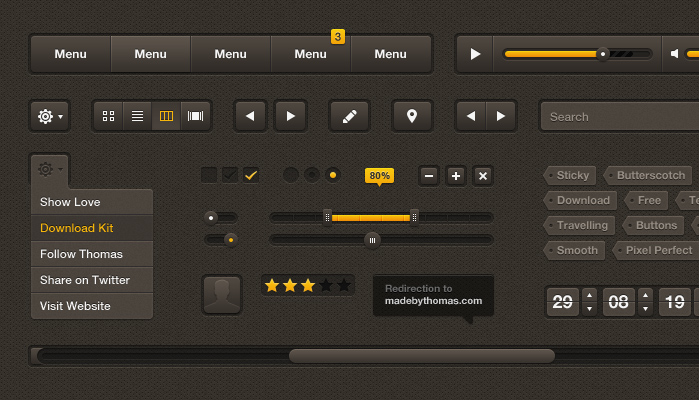 Menu Menu Menu Menu 3 Menu
Search
80%
Show Love
Download Kit
Follow Thomas
Share on Twitter
Visit Website
Redirection to
madebythomas.com
Sticky Butterscotch
Download Free
Travelling Buttons
Smooth Pixel Perfect
29 08 19